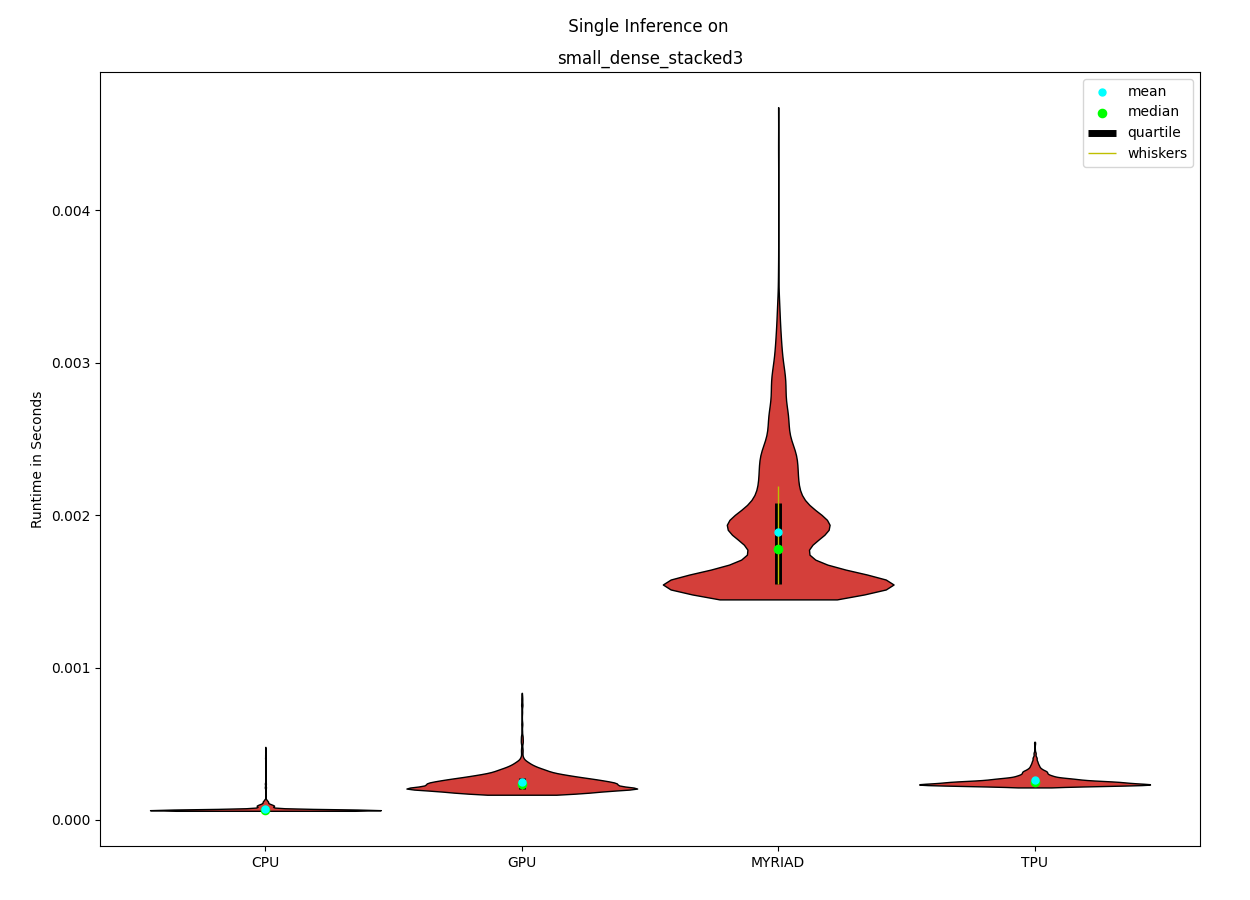 Single Inference on
small_dense_stacked3
mean
median
quartile
whiskers
0.004
0.003
0.002
0.001
0.000
Runtime in Seconds
CPU
GPU
MYRIAD
TPU